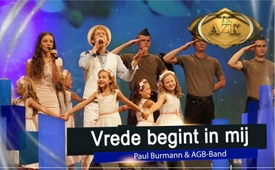 AZK
Vrede begint in mij
Paul Burmann & AGB-Band